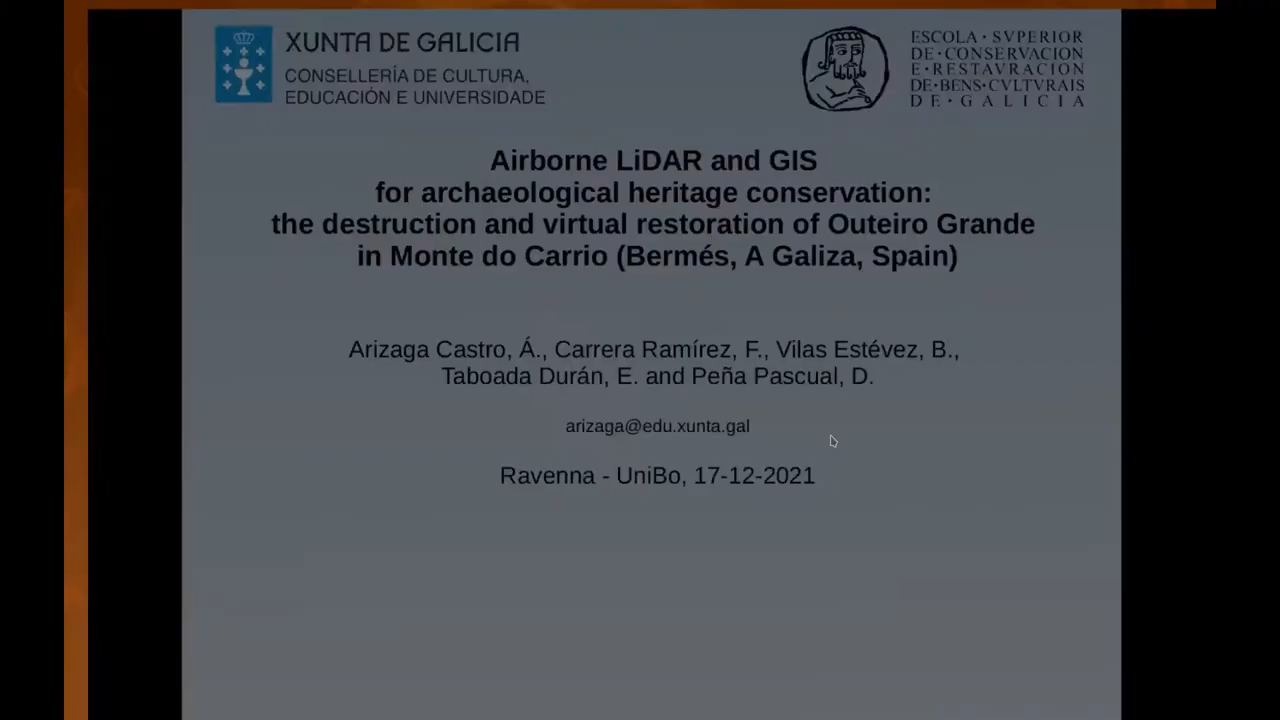 XUNTA DE GALICIA
CONSELLERÍA DE CULTURA,
EDUCACIÓN E UNIVERSIDADE
ESCOLA · SVPERIOR
DE · CONSERVACION
E · RESTAVRACION
DE · BENS · CVLTVRAIS
DE · GALICIA
Airborne LiDAR and GIS
for archaeological heritage conservation:
the destruction and virtual restoration of Outeiro Grande
in Monte do Carrio (Bermés, A Galiza, Spain)
Arizaga Castro, Á., Carrera Ramírez, F., Vilas Estévez, B.,
Taboada Durán, E. and Peña Pascual, D.
arizaga@edu.xunta.gal
Ravenna - UniBo, 17-12-2021